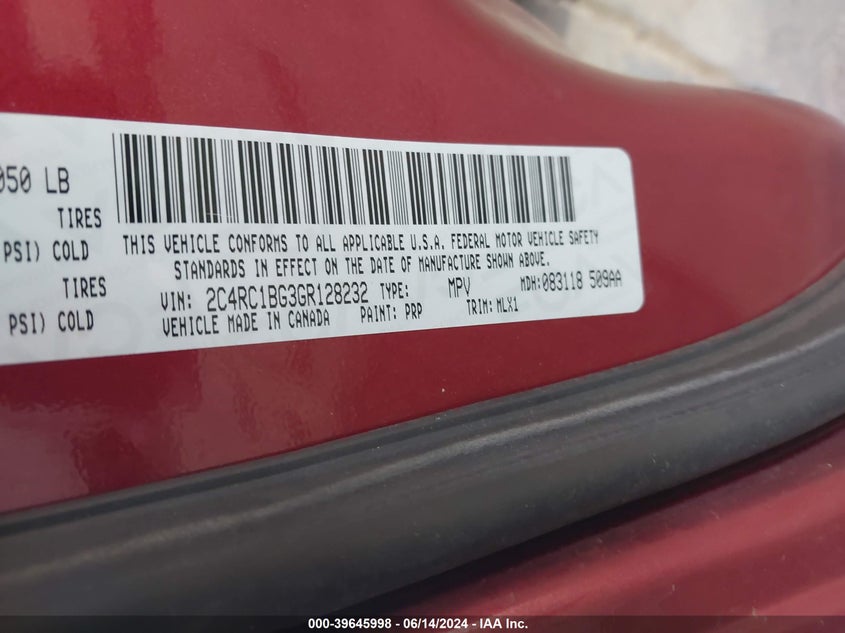 050 LB
TIRES
PSI) COLD
TIRES
PSI) COLD
THIS VEHICLE CONFORMS TO ALL APPLICABLE U.S.A. FEDERAL MOTOR VEHICLE SAFETY
STANDARDS IN EFFECT ON THE DATE OF MANUFACTURE SHOWN ABOVE.
VIN: 2C4RC1BG3GR128232 TYPE: MPV MDH:083118 509AA
VEHICLE MADE IN CANADA PAINT: PRP TRIM: MLX1
000-39645998 - 06/14/2024 - IAA Inc.